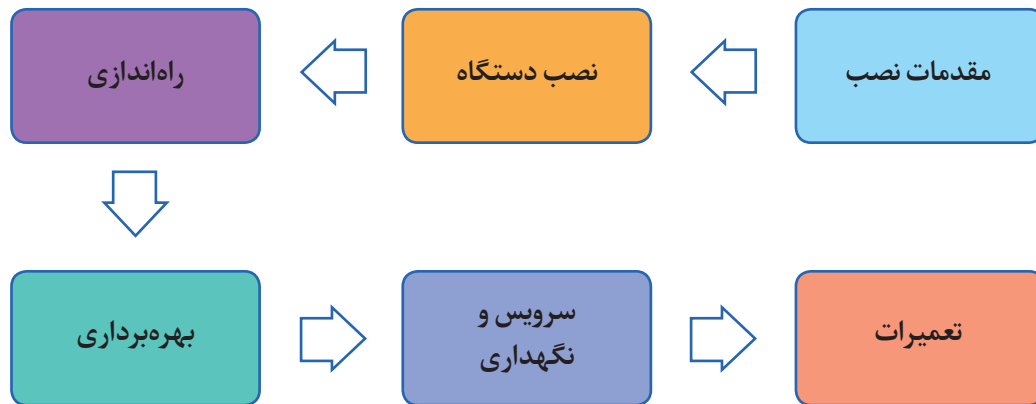 مقدمات نصب
نصب دستگاه
راه‌اندازی
بهره‌برداری
سرویس و
نگهداری
تعمیرات